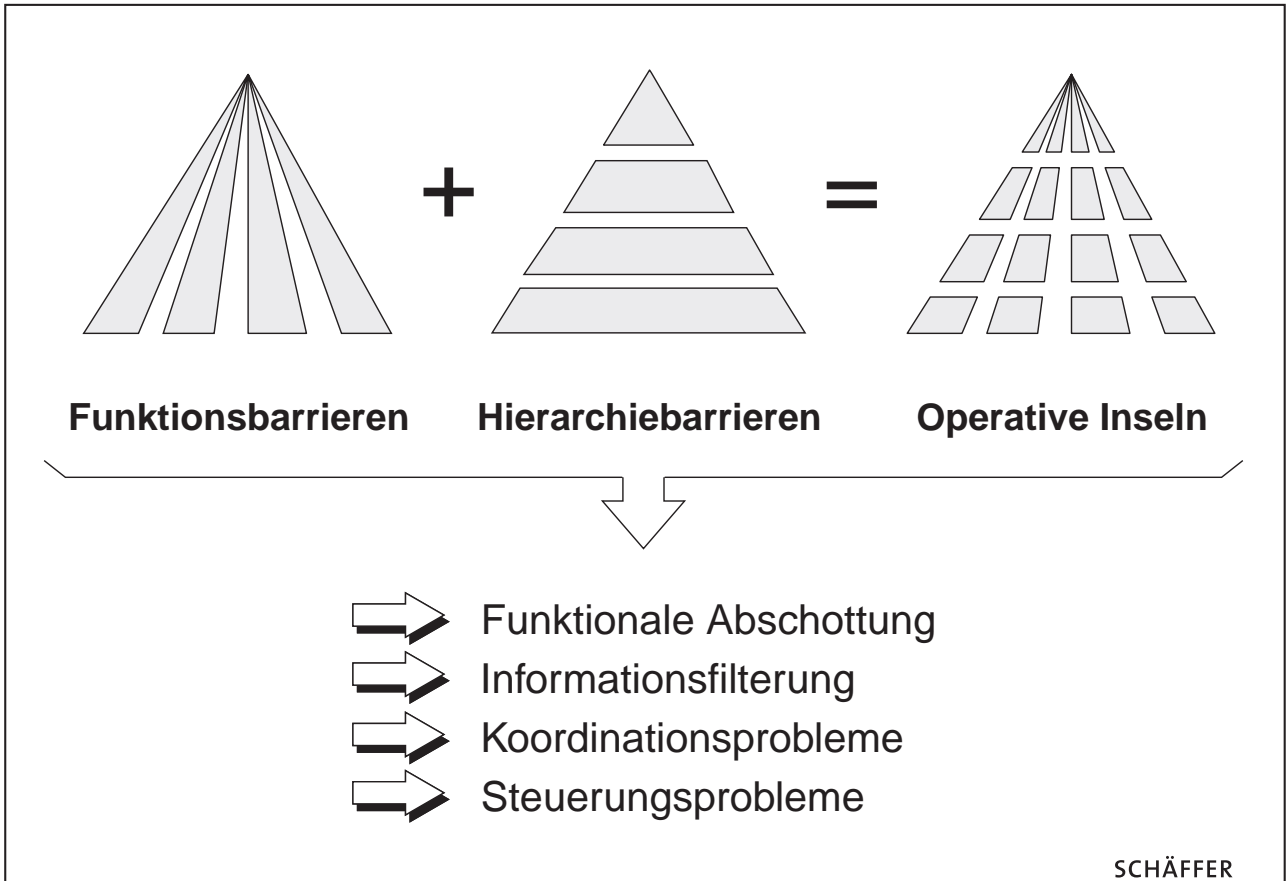 + =
Funktionsbarrieren Hierarchiebarrieren Operative Inseln
Funktionale Abschottung
Informationsfilterung
Koordinationsprobleme
Steuerungsprobleme
SCHÄFFER